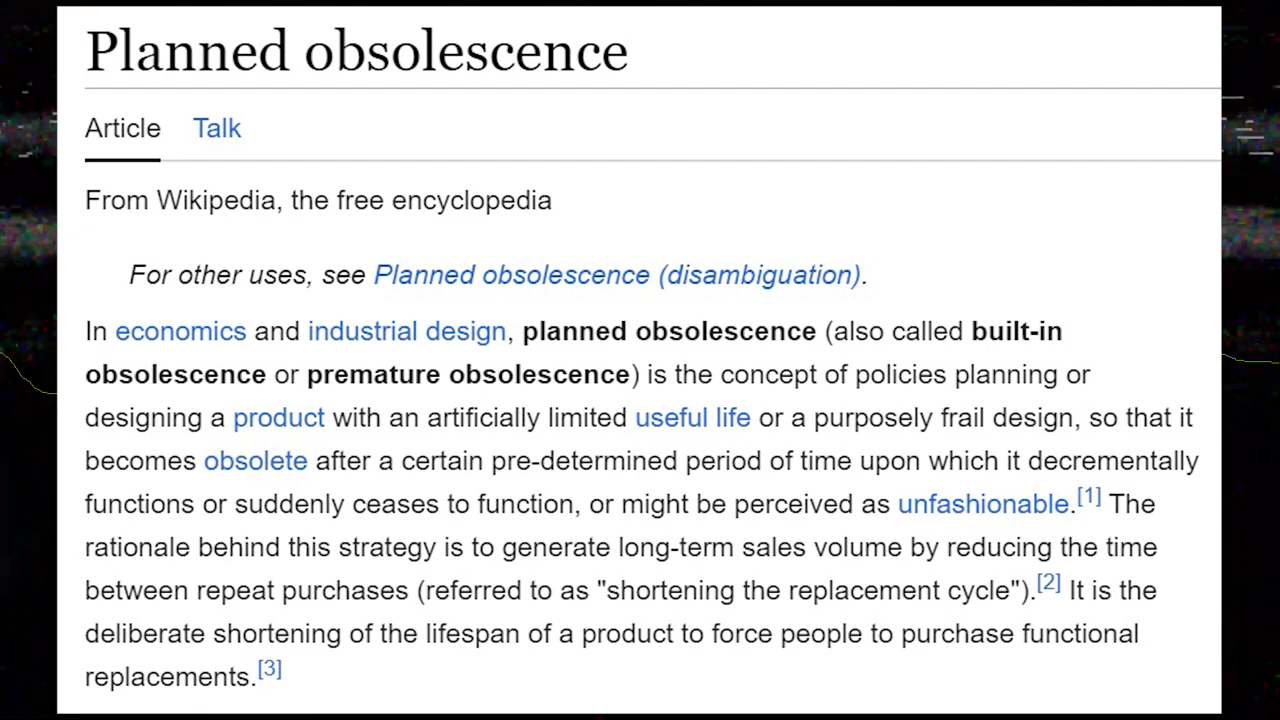 Planned obsolescence
Article Talk
From Wikipedia, the free encyclopedia
For other uses, see Planned obsolescence (disambiguation).
In economics and industrial design, planned obsolescence (also called built-in
obsolescence or premature obsolescence) is the concept of policies planning or
designing a product with an artificially limited useful life or a purposely frail design, so that it
becomes obsolete after a certain pre-determined period of time upon which it decrementally
functions or suddenly ceases to function, or might be perceived as unfashionable.[1] The
rationale behind this strategy is to generate long-term sales volume by reducing the time
between repeat purchases (referred to as "shortening the replacement cycle").[2] It is the
deliberate shortening of the lifespan of a product to force people to purchase functional
replacements.[3]